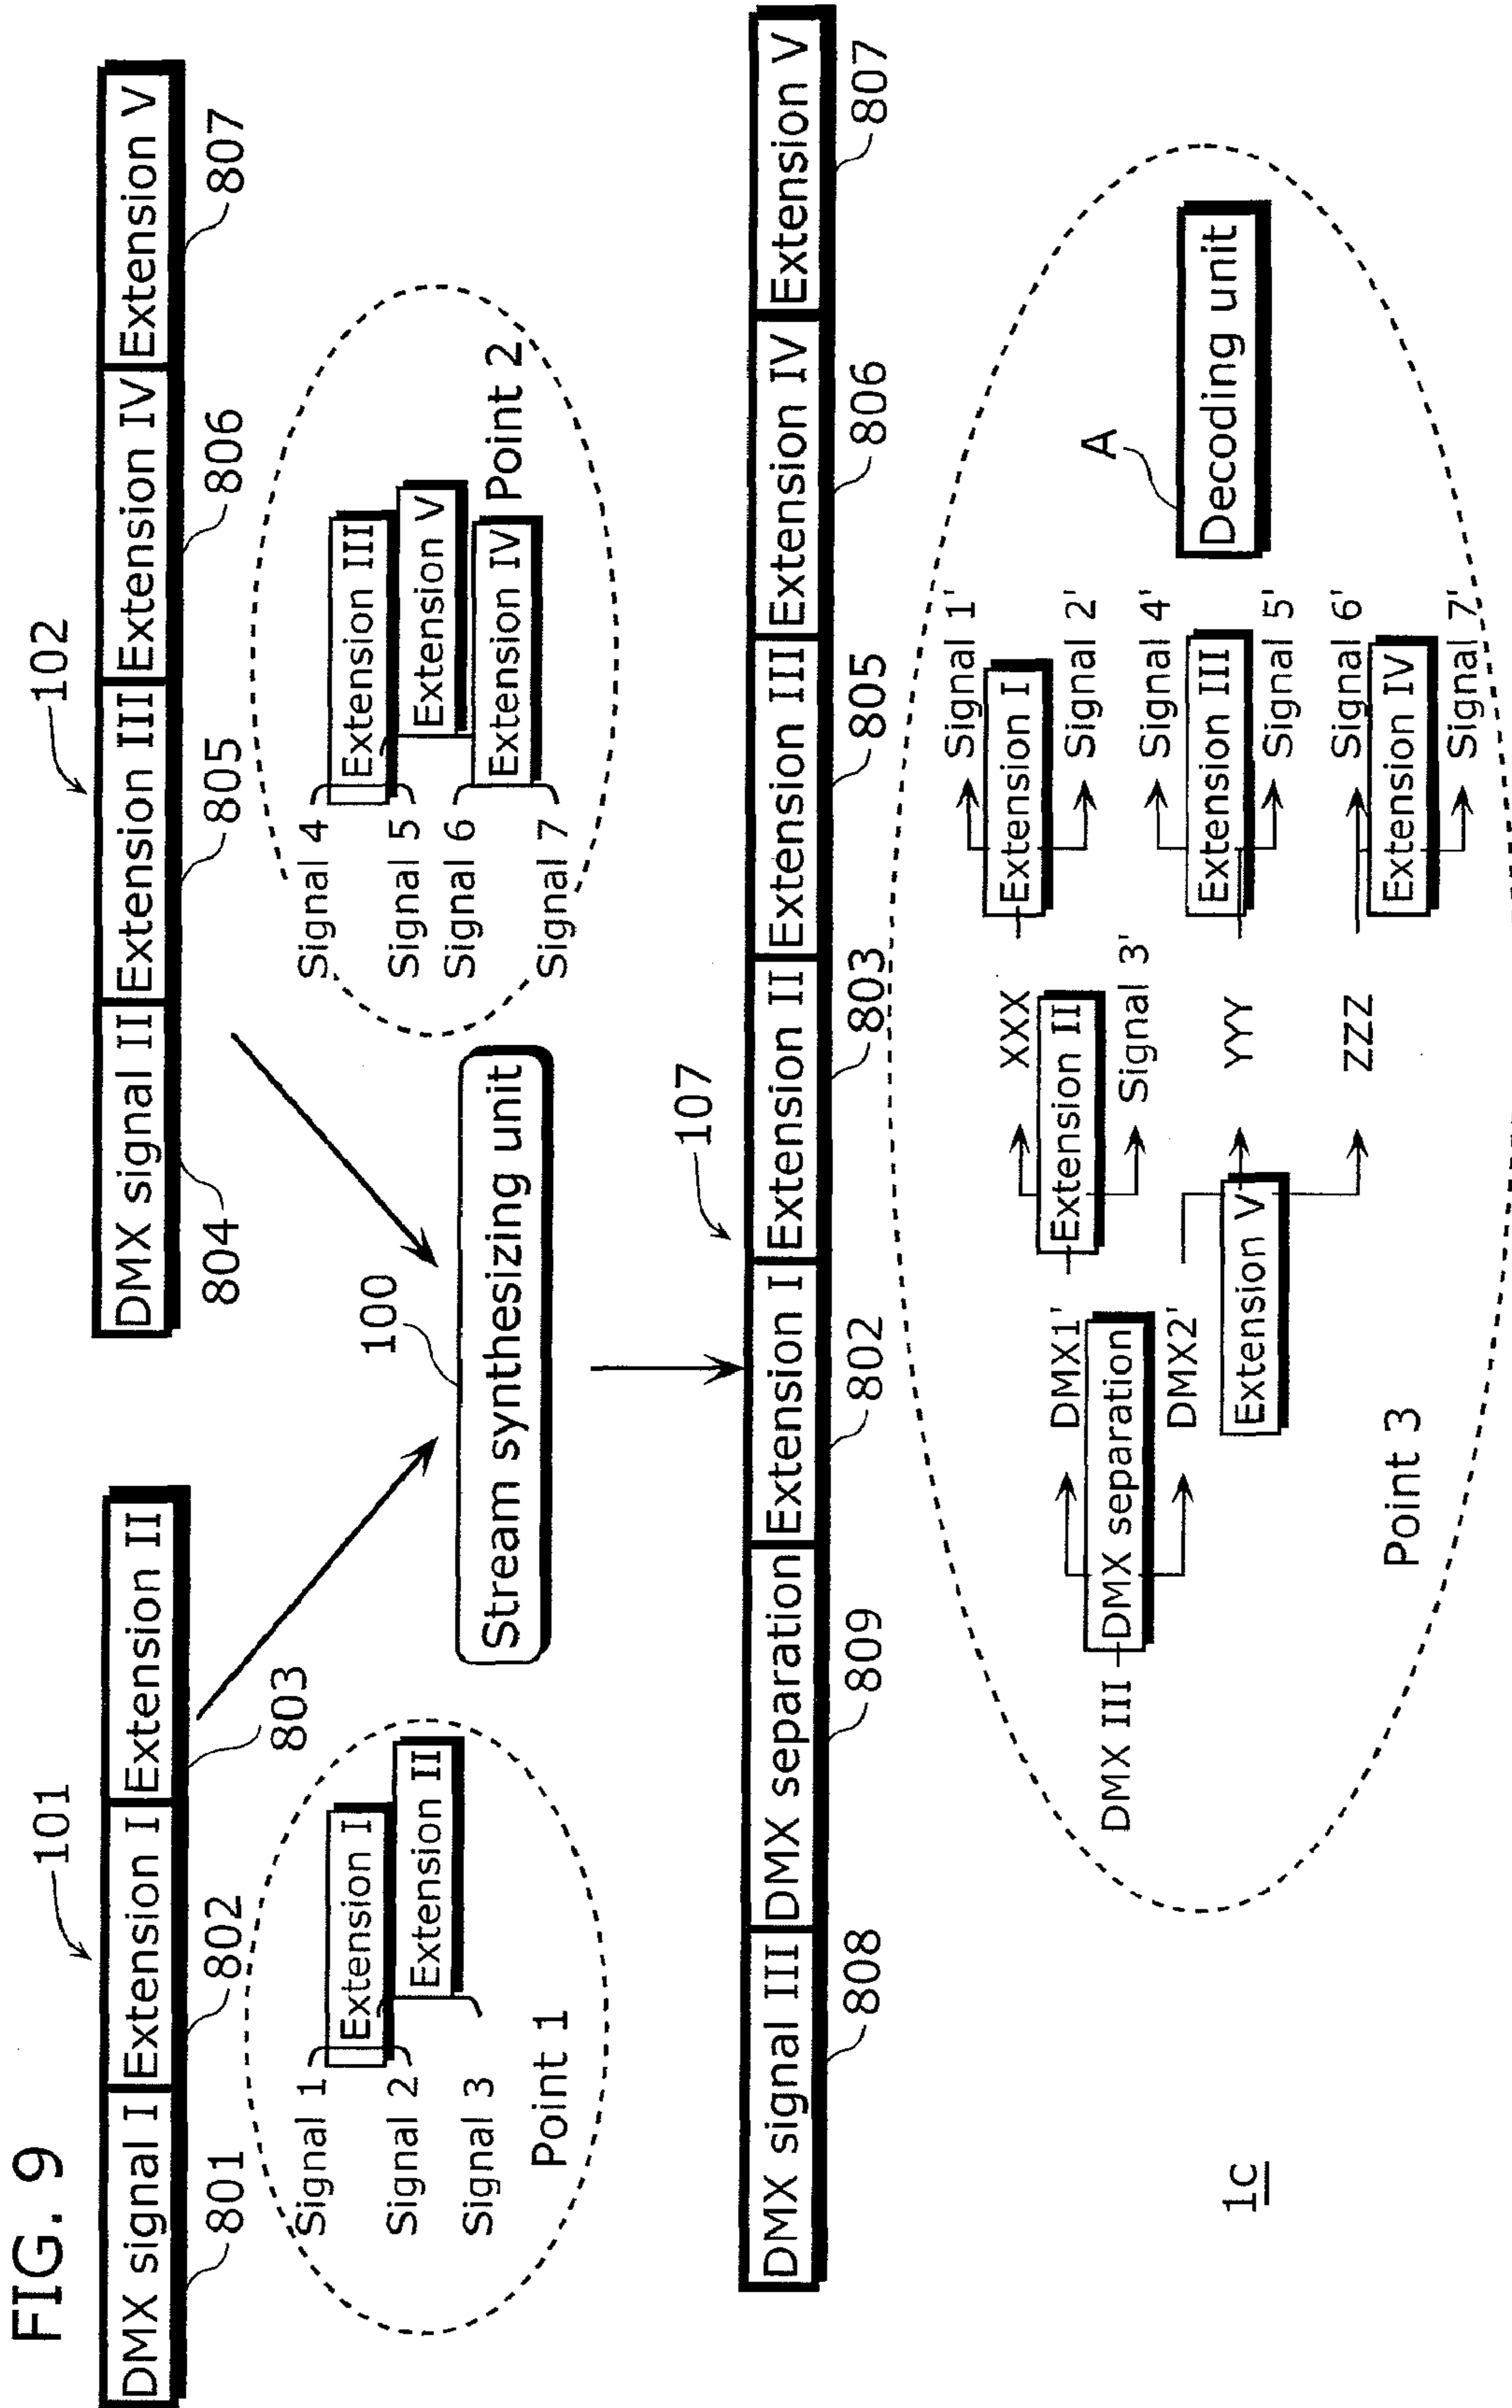 FIG. 9
101
DMX signal I Extension I Extension II
801 802 803
102
DMX signal II Extension III Extension IV Extension V
804 805 806 807
Signal 1
Signal 2
Signal 3
Extension I
Extension II
Point 1
Signal 4
Signal 5
Signal 6
Signal 7
Extension III
Extension V
Extension IV
Point 2
100
Stream synthesizing unit
107
DMX signal III DMX separation Extension I Extension II Extension III Extension IV Extension V
808 809 802 803 805 806 807
DMX III
DMX separation
DMX1'
DMX2'
Extension II
Extension V
XXX
Signal 3'
YYY
ZZZ
Extension I
Extension III
Extension IV
Signal 1'
Signal 2'
Signal 4'
Signal 5'
Signal 6'
Signal 7'
A
Decoding unit
Point 3
1c